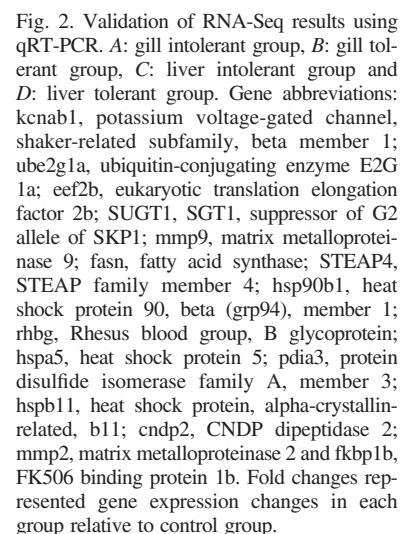 Fig. 2. Validation of RNA-Seq results using
qRT-PCR. A: gill intolerant group, B: gill tol-
erant group, C: liver intolerant group and
D: liver tolerant group. Gene abbreviations:
kcnab1, potassium voltage-gated channel,
shaker-related subfamily, beta member 1;
ube2g1a, ubiquitin-conjugating enzyme E2G
1a; eef2b, eukaryotic translation elongation
factor 2b; SUGT1, SGT1, suppressor of G2
allele of SKP1; mmp9, matrix metalloprotei-
nase 9; fasn, fatty acid synthase; STEAP4,
STEAP family member 4; hsp90b1, heat
shock protein 90, beta (grp94), member 1;
rhbg, Rhesus blood group, B glycoprotein;
hspa5, heat shock protein 5; pdia3, protein
disulfide isomerase family A, member 3;
hspb11, heat shock protein, alpha-crystallin-
related, b11; cndp2, CNDP dipeptidase 2;
mmp2, matrix metalloproteinase 2 and fkbp1b,
FK506 binding protein 1b. Fold changes rep-
resented gene expression changes in each
group relative to control group.